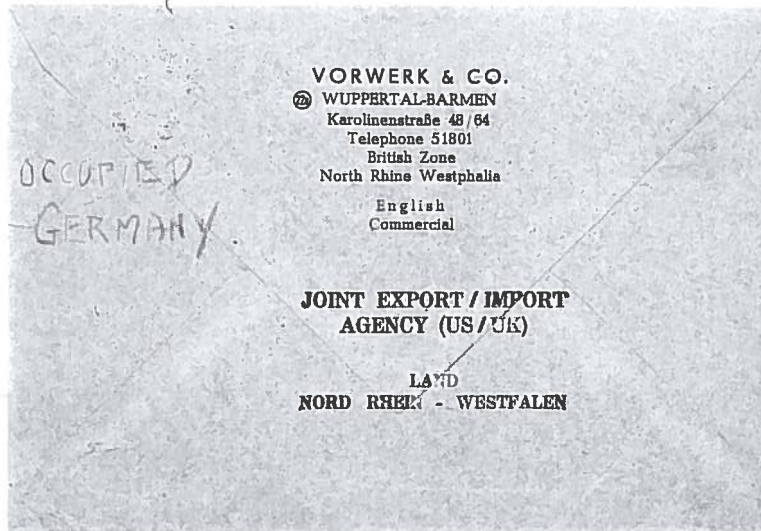 VORWERK & CO.
22a WUPPERTAL-BARMEN
Karolinenstraße 48/64
Telephone 51801
British Zone
North Rhine Westphalia
English
Commercial
OCCUPIED
GERMANY
JOINT EXPORT / IMPORT
AGENCY (US / UK)
LAND
NORD RHEIN - WESTFALEN